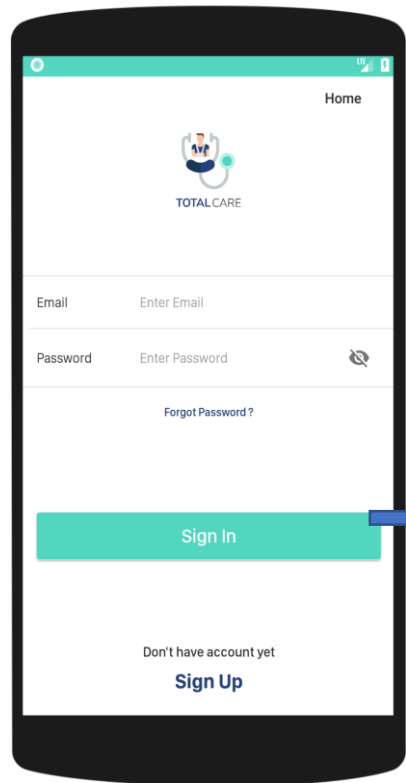 LTE
Home
TOTAL CARE
Email Enter Email
Password Enter Password
Forgot Password ?
Sign In
Don't have account yet
Sign Up